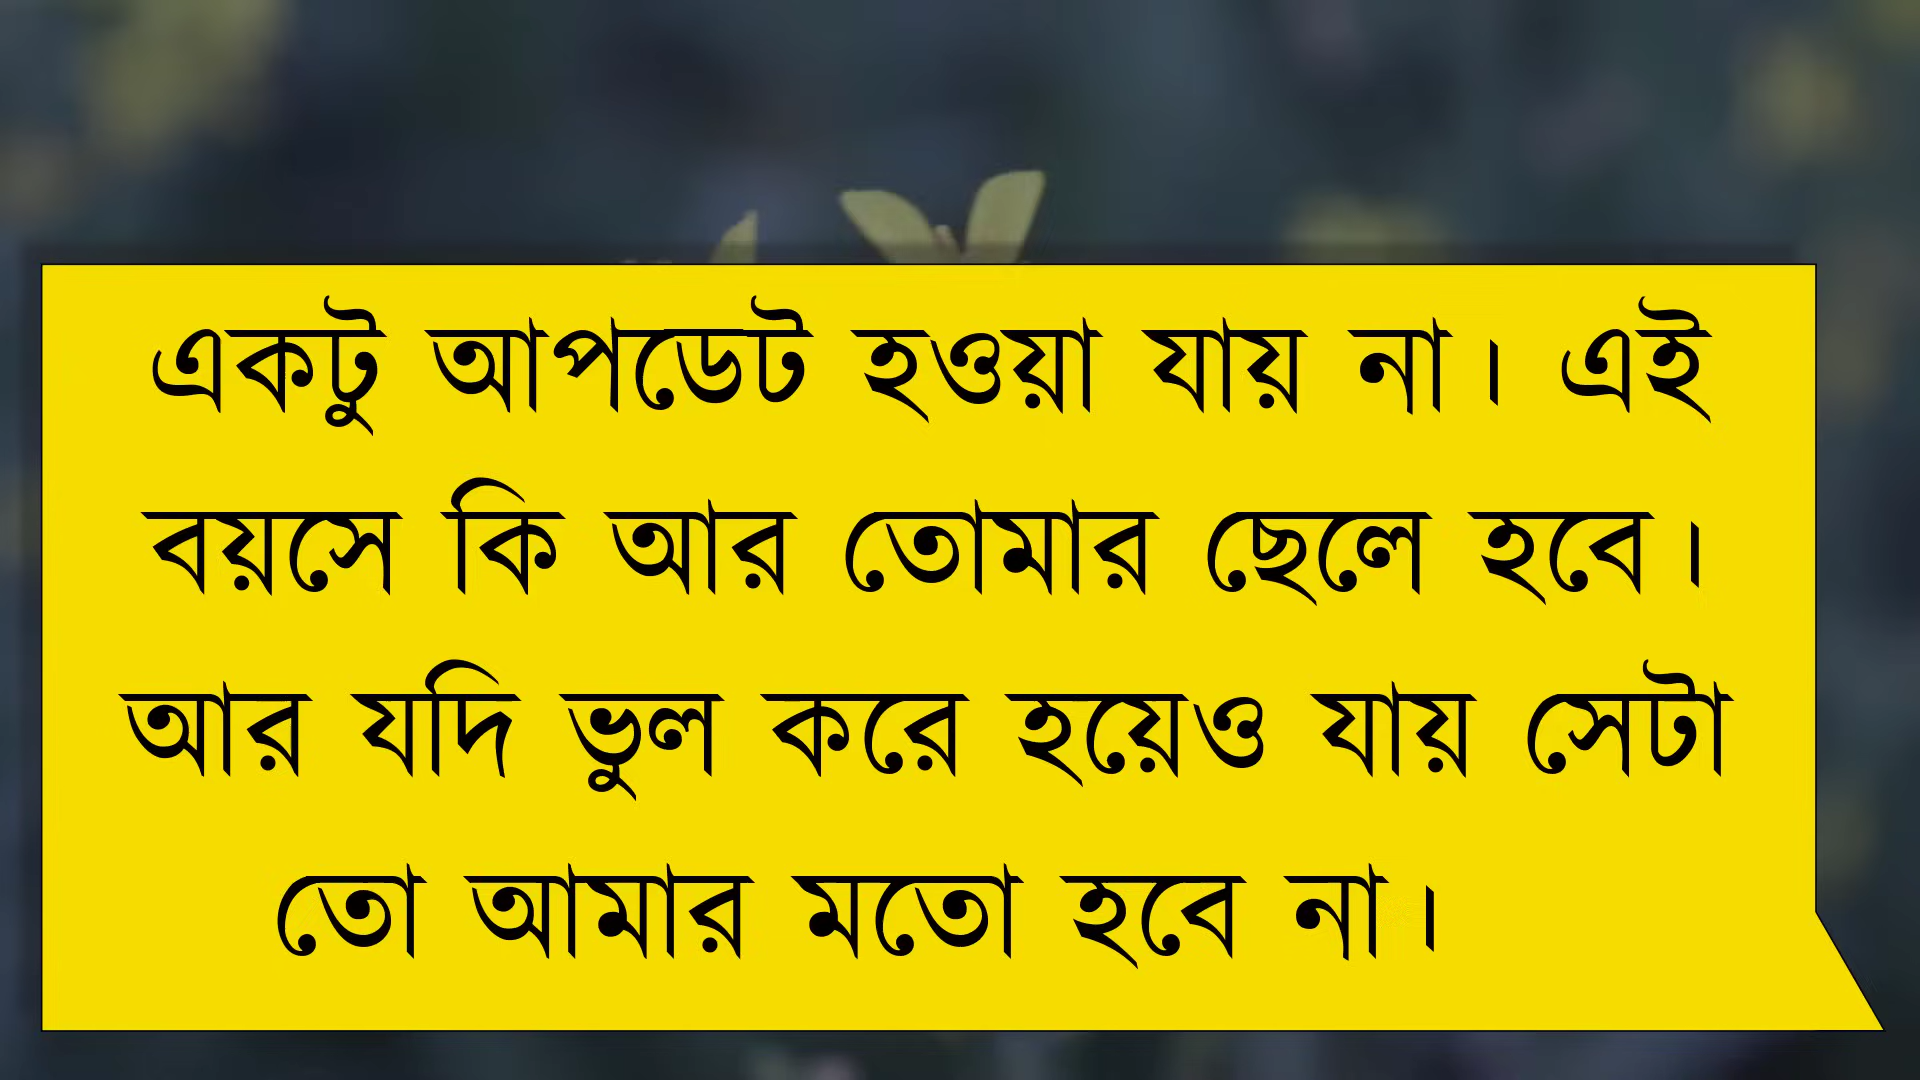 একটু আপডেট হওয়া যায় না। এই
বয়সে কি আর তোমার ছেলে হবে।
আর যদি ভুল করে হয়েও যায় সেটা
তো আমার মতো হবে না।